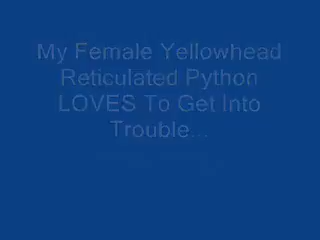 My Female Yellowhead
Reticulated Python
LOVES To Get Into
Trouble...